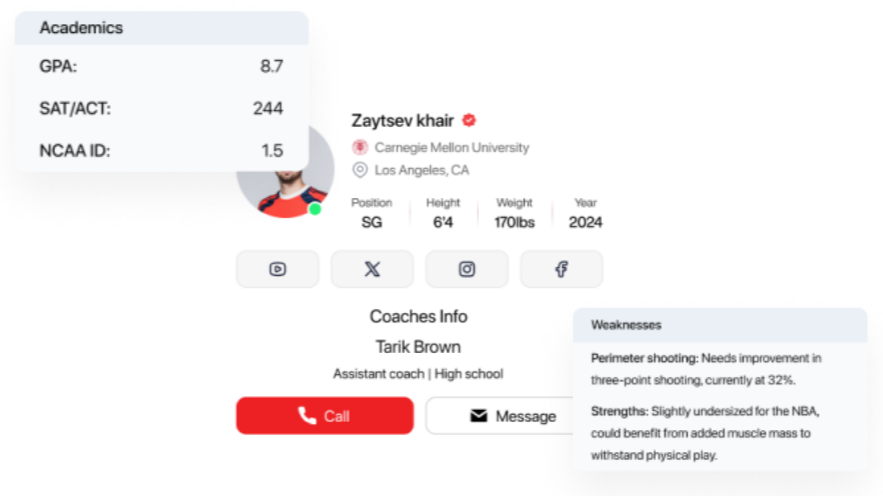 Academics
GPA: 8.7
SAT/ACT: 244
NCAA ID: 1.5
Zaytsev khair
Carnegie Mellon University
Los Angeles, CA
Position Height Weight Year
SG 6'4 170lbs 2024
Coaches Info
Tarik Brown
Assistant coach | High school
Call Message
Weaknesses
Perimeter shooting: Needs improvement in
three-point shooting, currently at 32%.
Strengths: Slightly undersized for the NBA,
could benefit from added muscle mass to
withstand physical play.